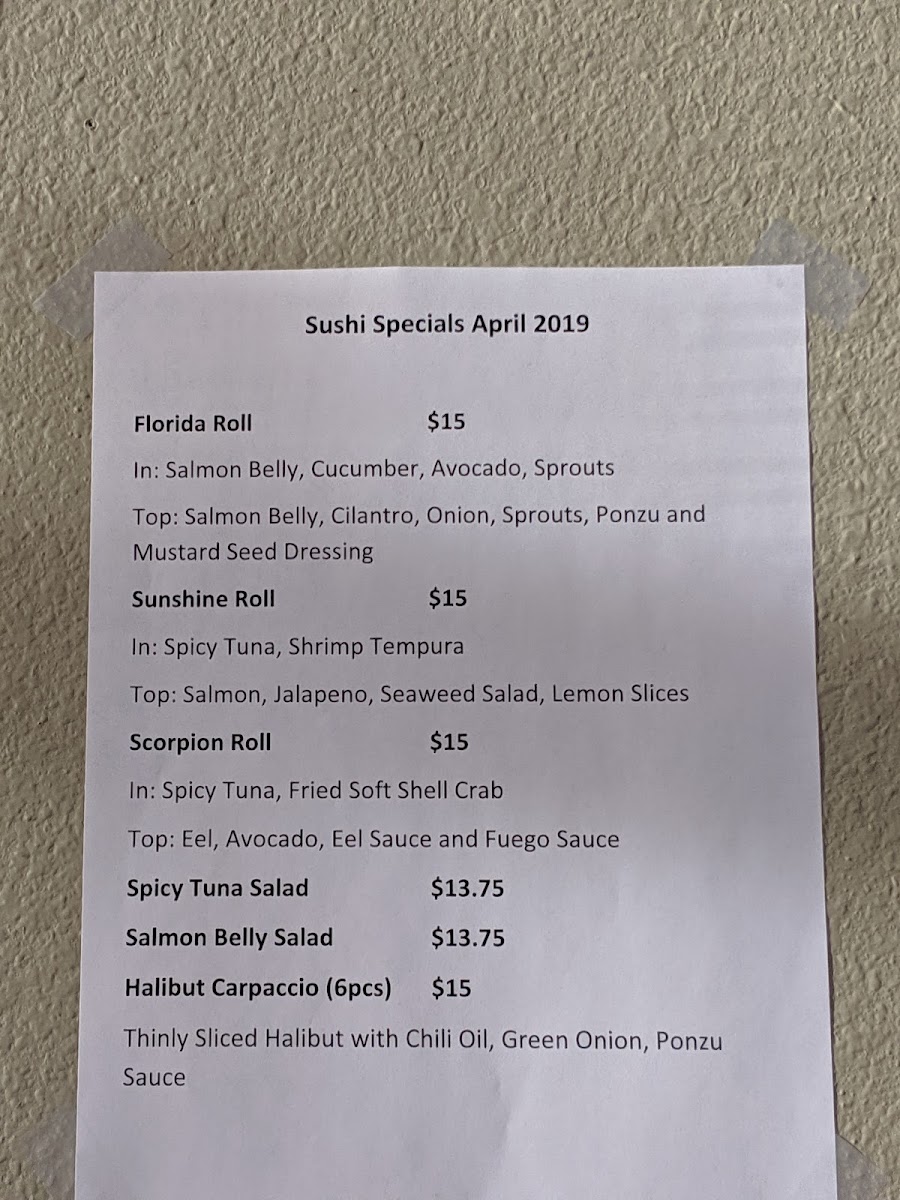 Sushi Specials April 2019
Florida Roll $15
In: Salmon Belly, Cucumber, Avocado, Sprouts
Top: Salmon Belly, Cilantro, Onion, Sprouts, Ponzu and
Mustard Seed Dressing
Sunshine Roll $15
In: Spicy Tuna, Shrimp Tempura
Top: Salmon, Jalapeno, Seaweed Salad, Lemon Slices
Scorpion Roll $15
In: Spicy Tuna, Fried Soft Shell Crab
Top: Eel, Avocado, Eel Sauce and Fuego Sauce
Spicy Tuna Salad $13.75
Salmon Belly Salad $13.75
Halibut Carpaccio (6pcs) $15
Thinly Sliced Halibut with Chili Oil, Green Onion, Ponzu
Sauce